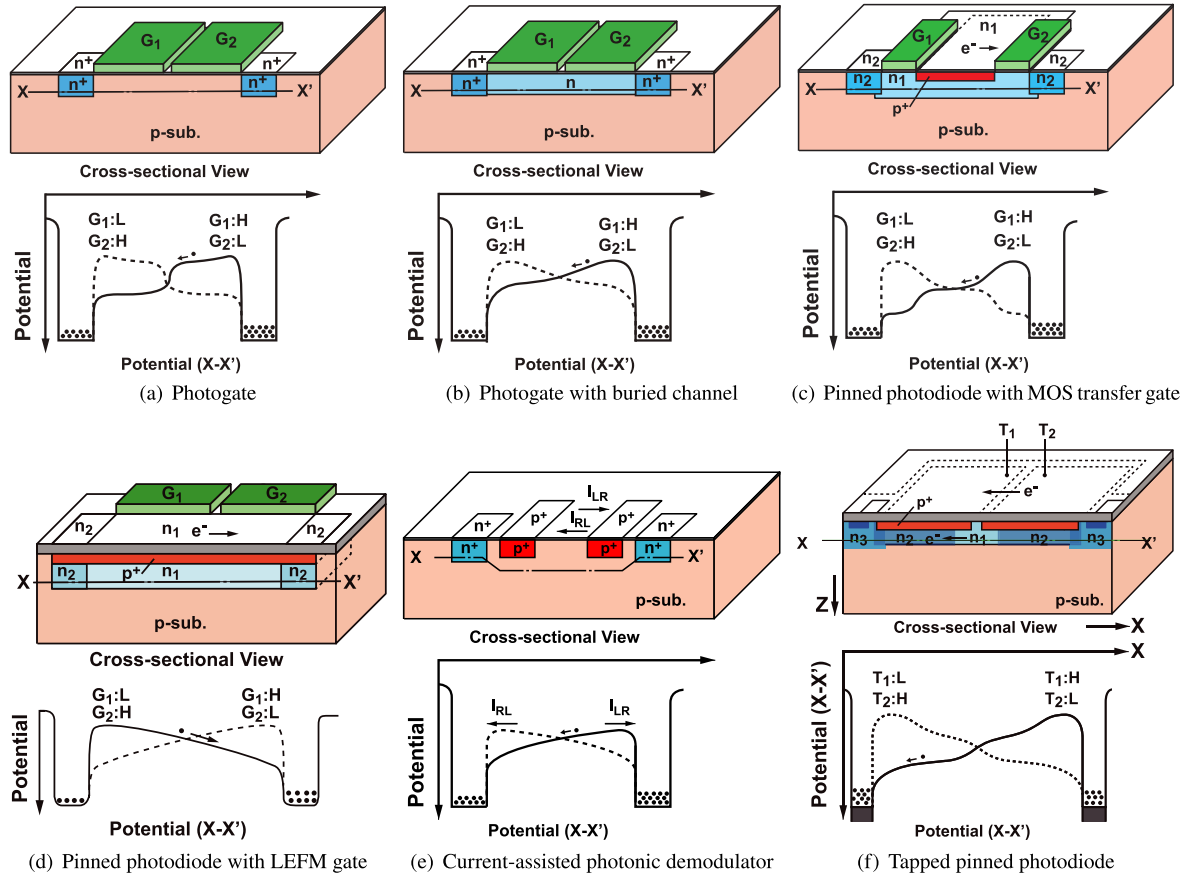 G1 G2
n+ n+
n+ n+
X X'
p-sub.
Cross-sectional View
G1:L G1:H
G2:H G2:L
Potential
Potential (X-X')
(a) Photogate
G1 G2
n+ n+
n+ n n+
X X'
p-sub.
Cross-sectional View
G1:L G1:H
G2:H G2:L
Potential
Potential (X-X')
(b) Photogate with buried channel
n1
G1 G2
e-
n2 n2
n2 n1 n2
X X'
p+
p-sub.
Cross-sectional View
G1:L G1:H
G2:H G2:L
Potential
Potential (X-X')
(c) Pinned photodiode with MOS transfer gate
G1 G2
n2 n1 e- n2
n2 p+ n1 n2
X X'
p-sub.
Cross-sectional View
G1:L G1:H
G2:H G2:L
Potential
Potential (X-X')
(d) Pinned photodiode with LEFM gate
ILR
n+ p+ IRL p+ n+
n+ p+ p+ n+
X X'
p-sub.
Cross-sectional View
IRL ILR
Potential
Potential (X-X')
(e) Current-assisted photonic demodulator
T1 T2
e-
p+
n3 n2 e- n1 n2 n3
X X'
p-sub.
Z
Cross-sectional View X
X
T1:L T1:H
T2:H T2:L
Potential (X-X')
Potential (X-X')
(f) Tapped pinned photodiode